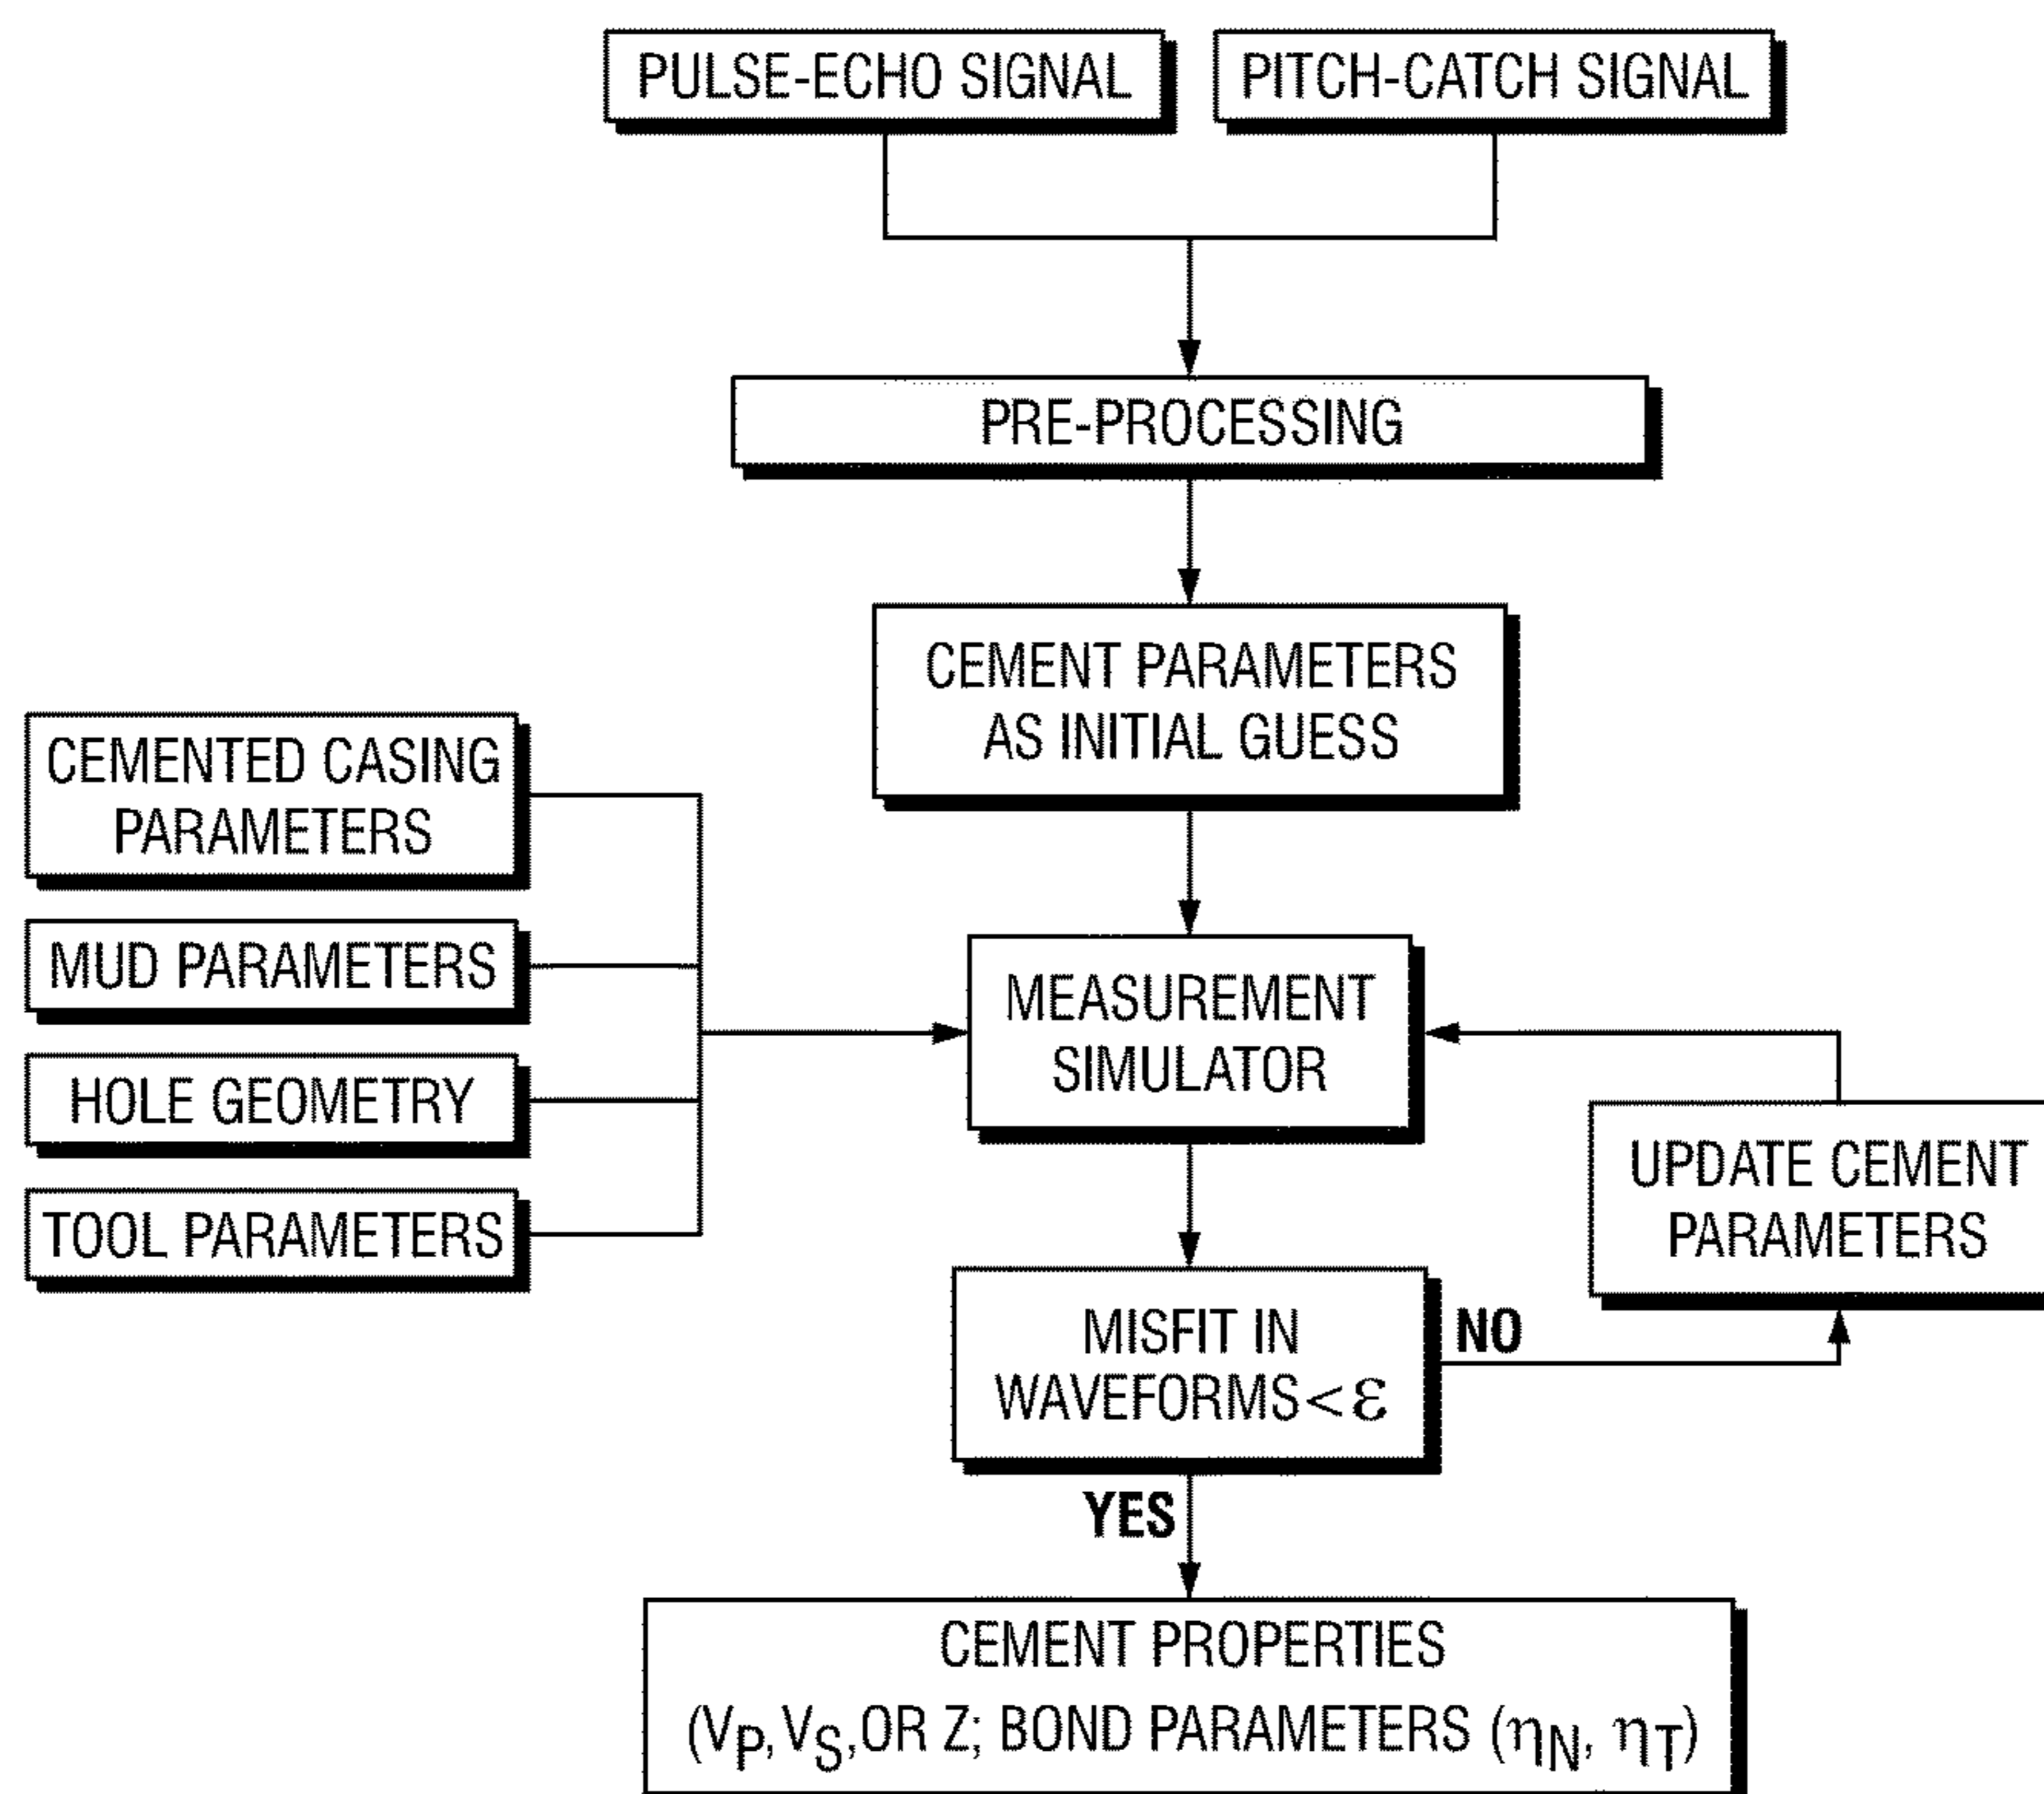 PULSE-ECHO SIGNAL
PITCH-CATCH SIGNAL
PRE-PROCESSING
CEMENT PARAMETERS
AS INITIAL GUESS
CEMENTED CASING
PARAMETERS
MUD PARAMETERS
HOLE GEOMETRY
TOOL PARAMETERS
MEASUREMENT
SIMULATOR
UPDATE CEMENT
PARAMETERS
MISFIT IN
WAVEFORMS<ε
NO
YES
CEMENT PROPERTIES
(VP,VS,OR Z; BOND PARAMETERS (ηN, ηT)